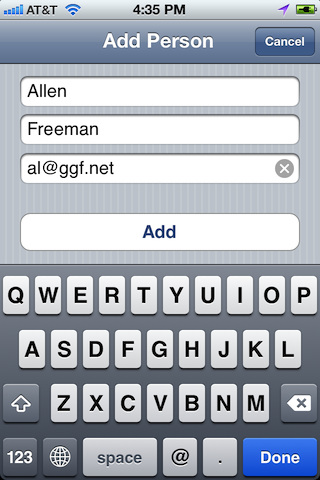 AT&T 4:35 PM
Add Person Cancel
Allen
Freeman
al@ggf.net
Add
Q W E R T Y U I O P
A S D F G H J K L
Z X C V B N M
123 space @ . Done